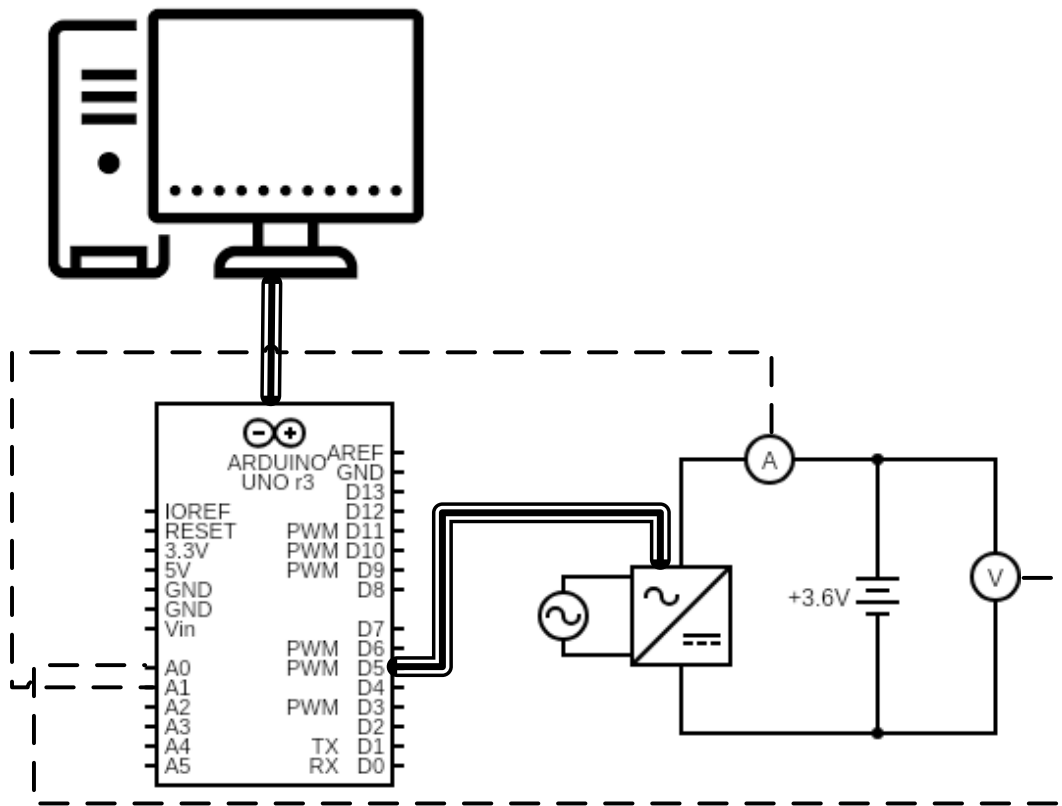 ARDUINO
UNO r3
AREF
GND
D13
D12
PWM D11
PWM D10
PWM D9
D8
D7
PWM D6
PWM D5
D4
PWM D3
D2
TX D1
RX D0
IOREF
RESET
3.3V
5V
GND
GND
Vin
A0
A1
A2
A3
A4
A5
A
+3.6V
V